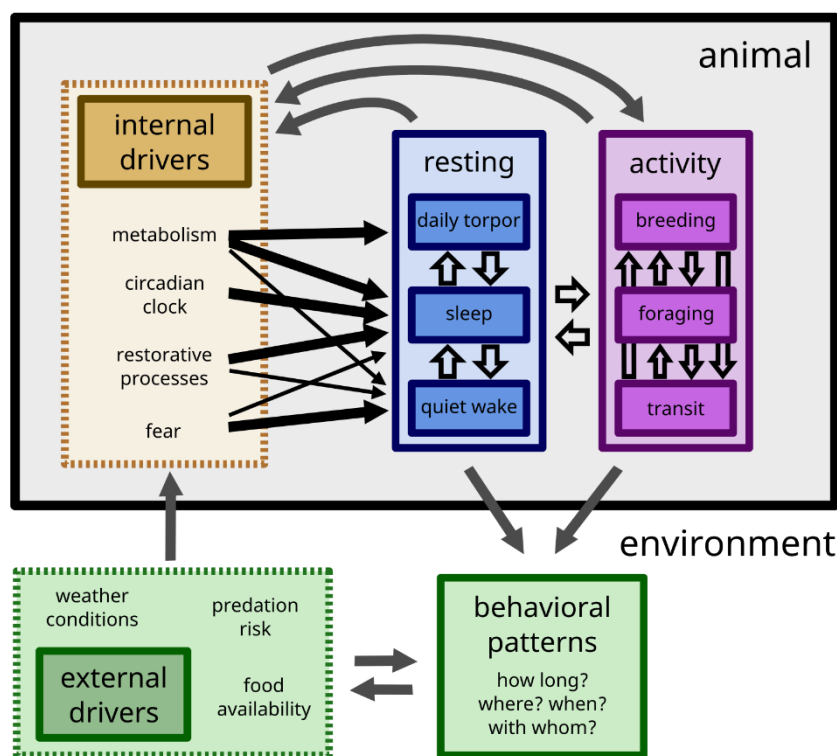 animal
internal
drivers
metabolism
circadian
clock
restorative
processes
fear
resting
daily torpor
sleep
quiet wake
activity
breeding
foraging
transit
environment
weather
conditions
predation
risk
external
drivers
food
availability
behavioral
patterns
how long?
where? when?
with whom?